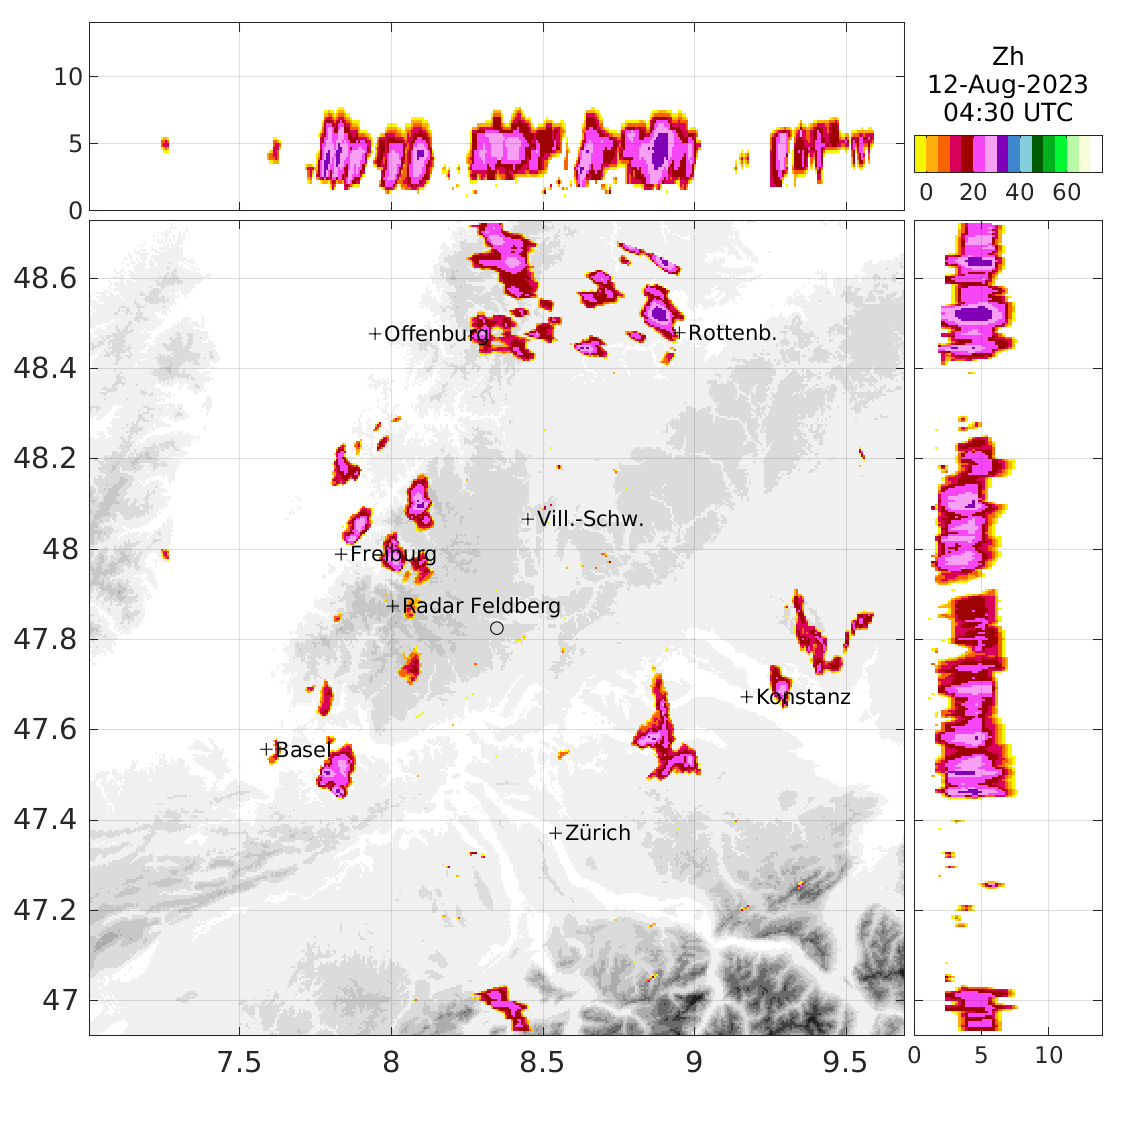 Zh
12-Aug-2023
04:30 UTC
0 20 40 60
10
5
0
48.6
48.4
48.2
48
47.8
47.6
47.4
47.2
47
+Offenburg
+Rottenb.
+Vill.-Schw.
+Freiburg
+Radar Feldberg
+Konstanz
+Basel
+Zürich
7.5 8 8.5 9 9.5
0 5 10